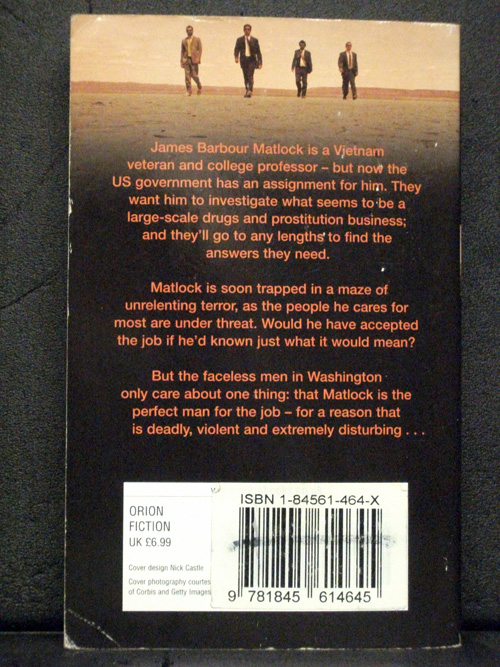 James Barbour Matlock is a Vietnam
veteran and college professor – but now the
US government has an assignment for him. They
want him to investigate what seems to be a
large-scale drugs and prostitution business;
and they'll go to any lengths to find the
answers they need.
Matlock is soon trapped in a maze of
unrelenting terror, as the people he cares for
most are under threat. Would he have accepted
the job if he'd known just what it would mean?
But the faceless men in Washington
only care about one thing: that Matlock is the
perfect man for the job – for a reason that
is deadly, violent and extremely disturbing . . .
ORION
FICTION
UK £6.99
Cover design Nick Castle
Cover photography courtes
of Corbis and Getty Images
ISBN 1-84561-464-X
9 781845 614645